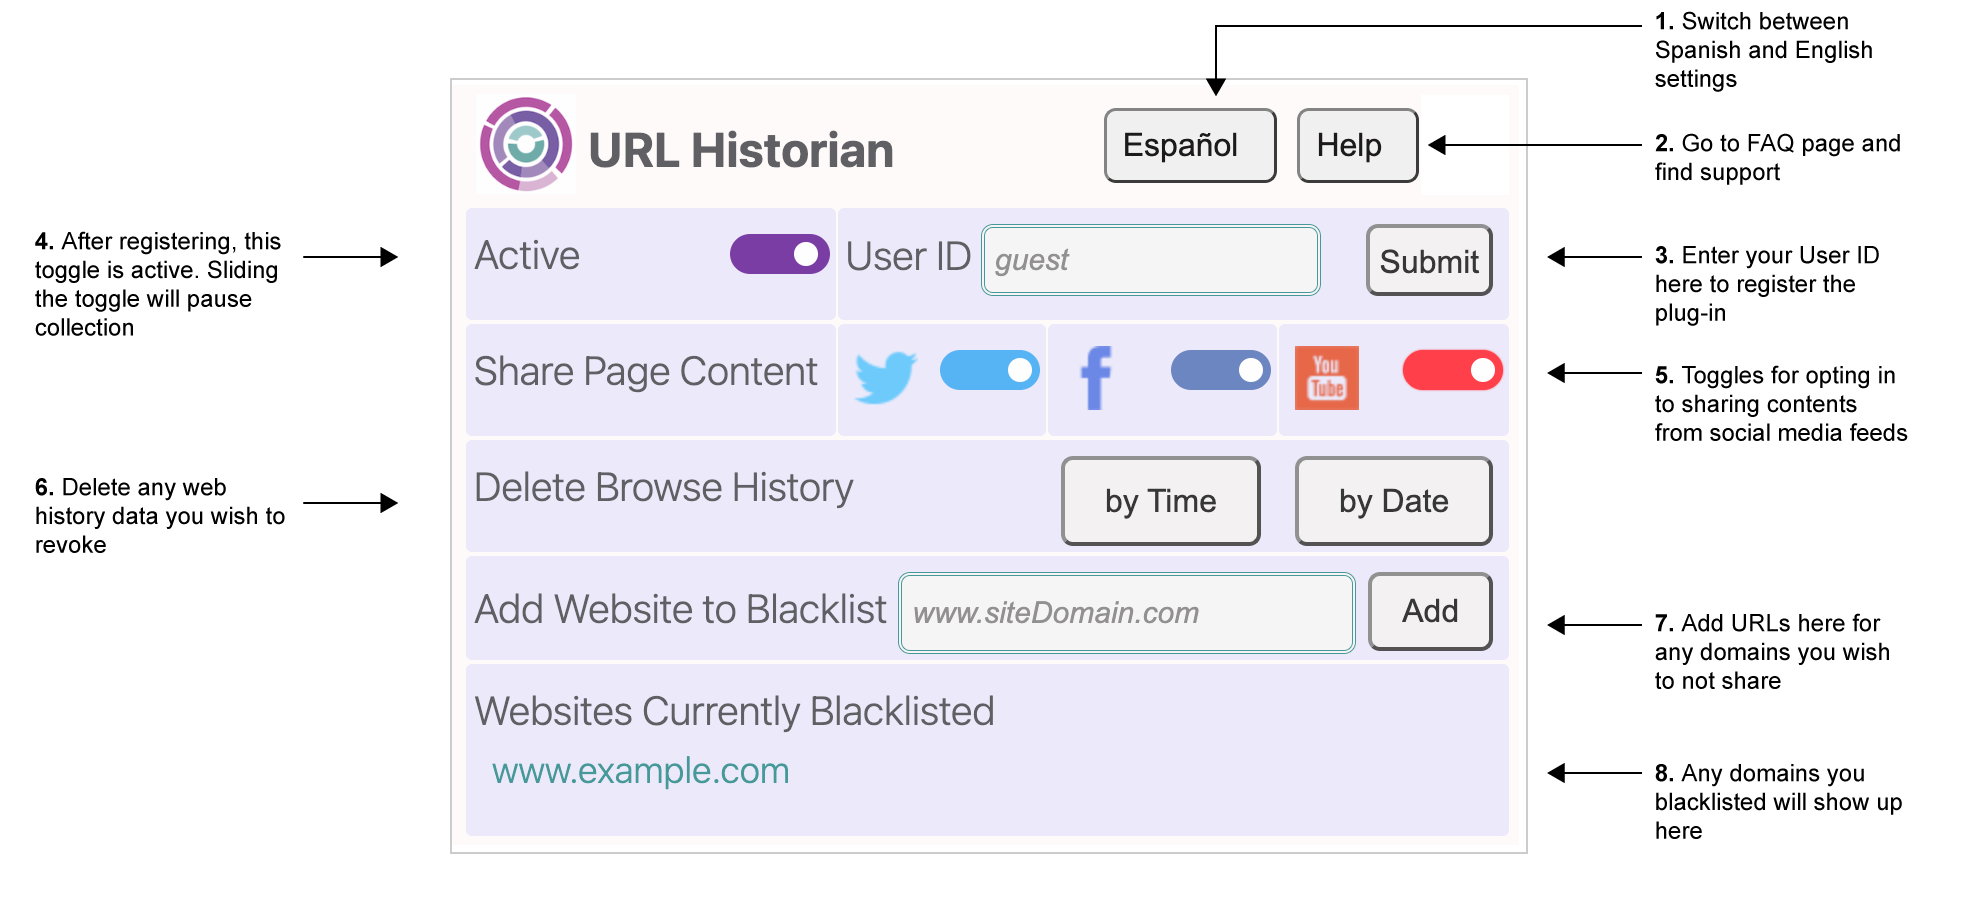 1. Switch between
Spanish and English
settings
URL Historian
Español
Help
2. Go to FAQ page and
find support
4. After registering, this
toggle is active. Sliding
the toggle will pause
collection
Active
User ID
guest
Submit
3. Enter your User ID
here to register the
plug-in
Share Page Content
f
You
Tube
5. Toggles for opting in
to sharing contents
from social media feeds
6. Delete any web
history data you wish to
revoke
Delete Browse History
by Time
by Date
Add Website to Blacklist
www.siteDomain.com
Add
7. Add URLs here for
any domains you wish
to not share
Websites Currently Blacklisted
www.example.com
8. Any domains you
blacklisted will show up
here